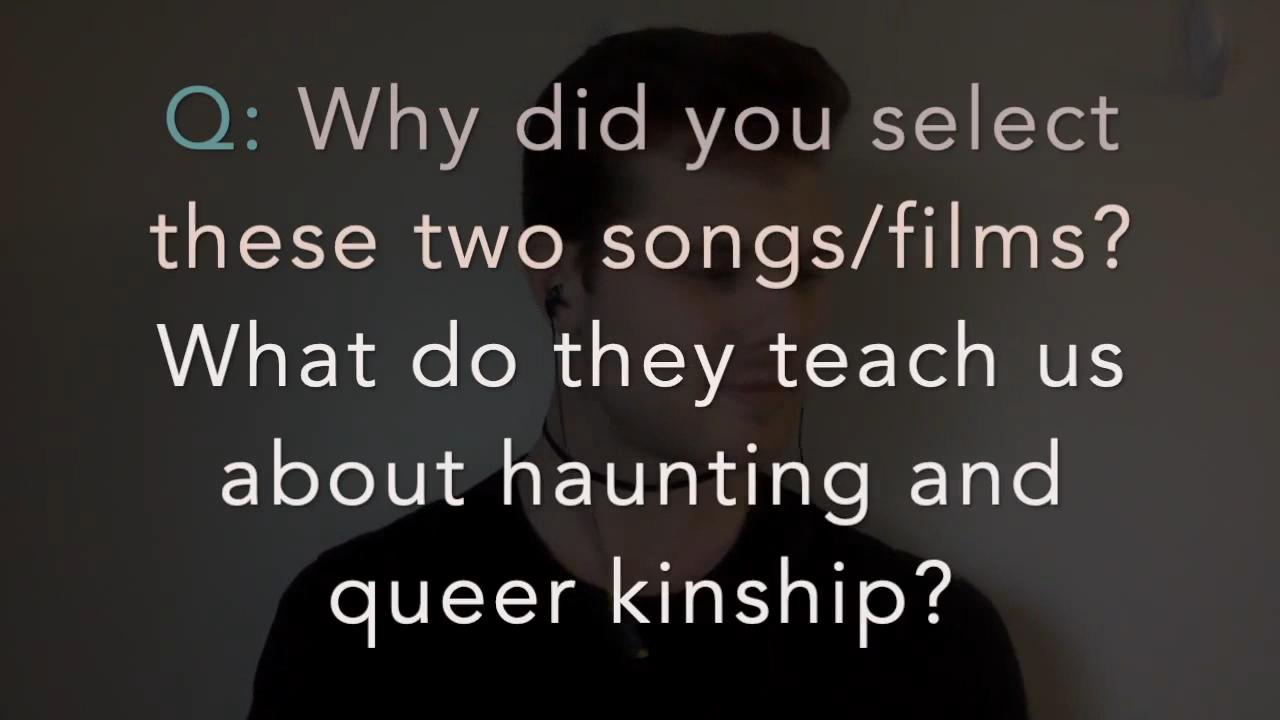 Q: Why did you select
these two songs/films?
What do they teach us
about haunting and
queer kinship?